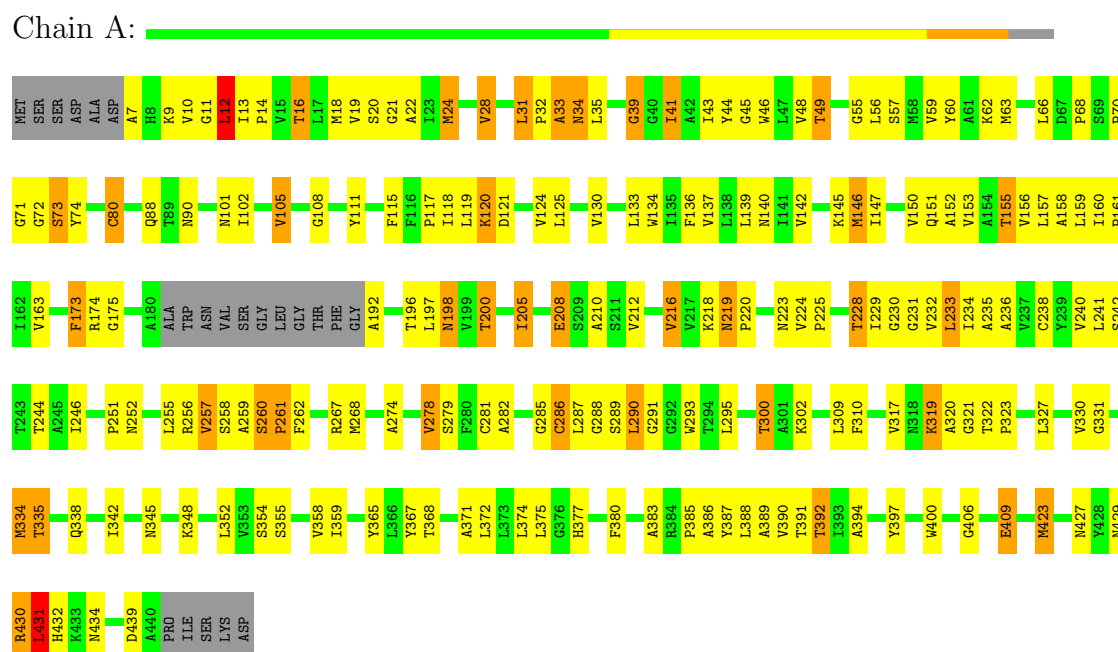 Chain A:
MET SER SER ASP ALA ASP A7 H8 K9 V10 G11 L12 I13 P14 V15 T16 L17 M18 V19 S20 G21 A22 I23 M24 V28 L31 P32 A33 N34 L35 G39 G40 I41 A42 I43 Y44 G45 W46 L47 V48 T49 G55 L56 S57 M58 V59 Y60 A61 K62 M63 L66 D67 P68 S69
G71 G72 S73 Y74 C80 Q88 T89 N90 N101 I102 V105 G108 Y111 F115 F116 P117 I118 L119 K120 D121 V124 L125 V130 L133 W134 I135 F136 V137 L138 L139 N140 I141 V142 K145 M146 I147 V150 Q151 A152 V153 A154 T155 V156 L157 A158 L159 I160
I162 V163 F173 R174 G175 A180 ALA TRP ASN VAL SER GLY LEU GLY THR PHE GLY A192 T196 L197 N198 V199 T200 I205 E208 S209 A210 S211 V212 V216 V217 K218 N219 P220 N223 V224 P225 T228 I229 G230 G231 V232 L233 I234 A235 A236 V237 C238 Y239 V240 L241
T243 T244 A245 I246 P251 N252 L255 R256 V257 S258 A259 S260 P261 F262 R267 M268 A274 V278 S279 F280 C281 A282 G285 C286 L287 G288 S289 L290 G291 G292 W293 T294 L295 T300 A301 K302 L309 F310 V317 N318 K319 A320 G321 T322 P323 L327 V330 G331
M334 T335 Q338 I342 N345 K348 L352 V353 S354 S355 V358 I359 Y365 L366 Y367 T368 A371 L372 L373 L374 L375 G376 H377 F380 A383 R384 P385 A386 Y387 L388 A389 V390 T391 T392 I393 A394 Y397 W400 G406 E409 M423 N427 Y428
R430 L431 H432 K433 N434 D439 A440 PRO ILE SER LYS ASP